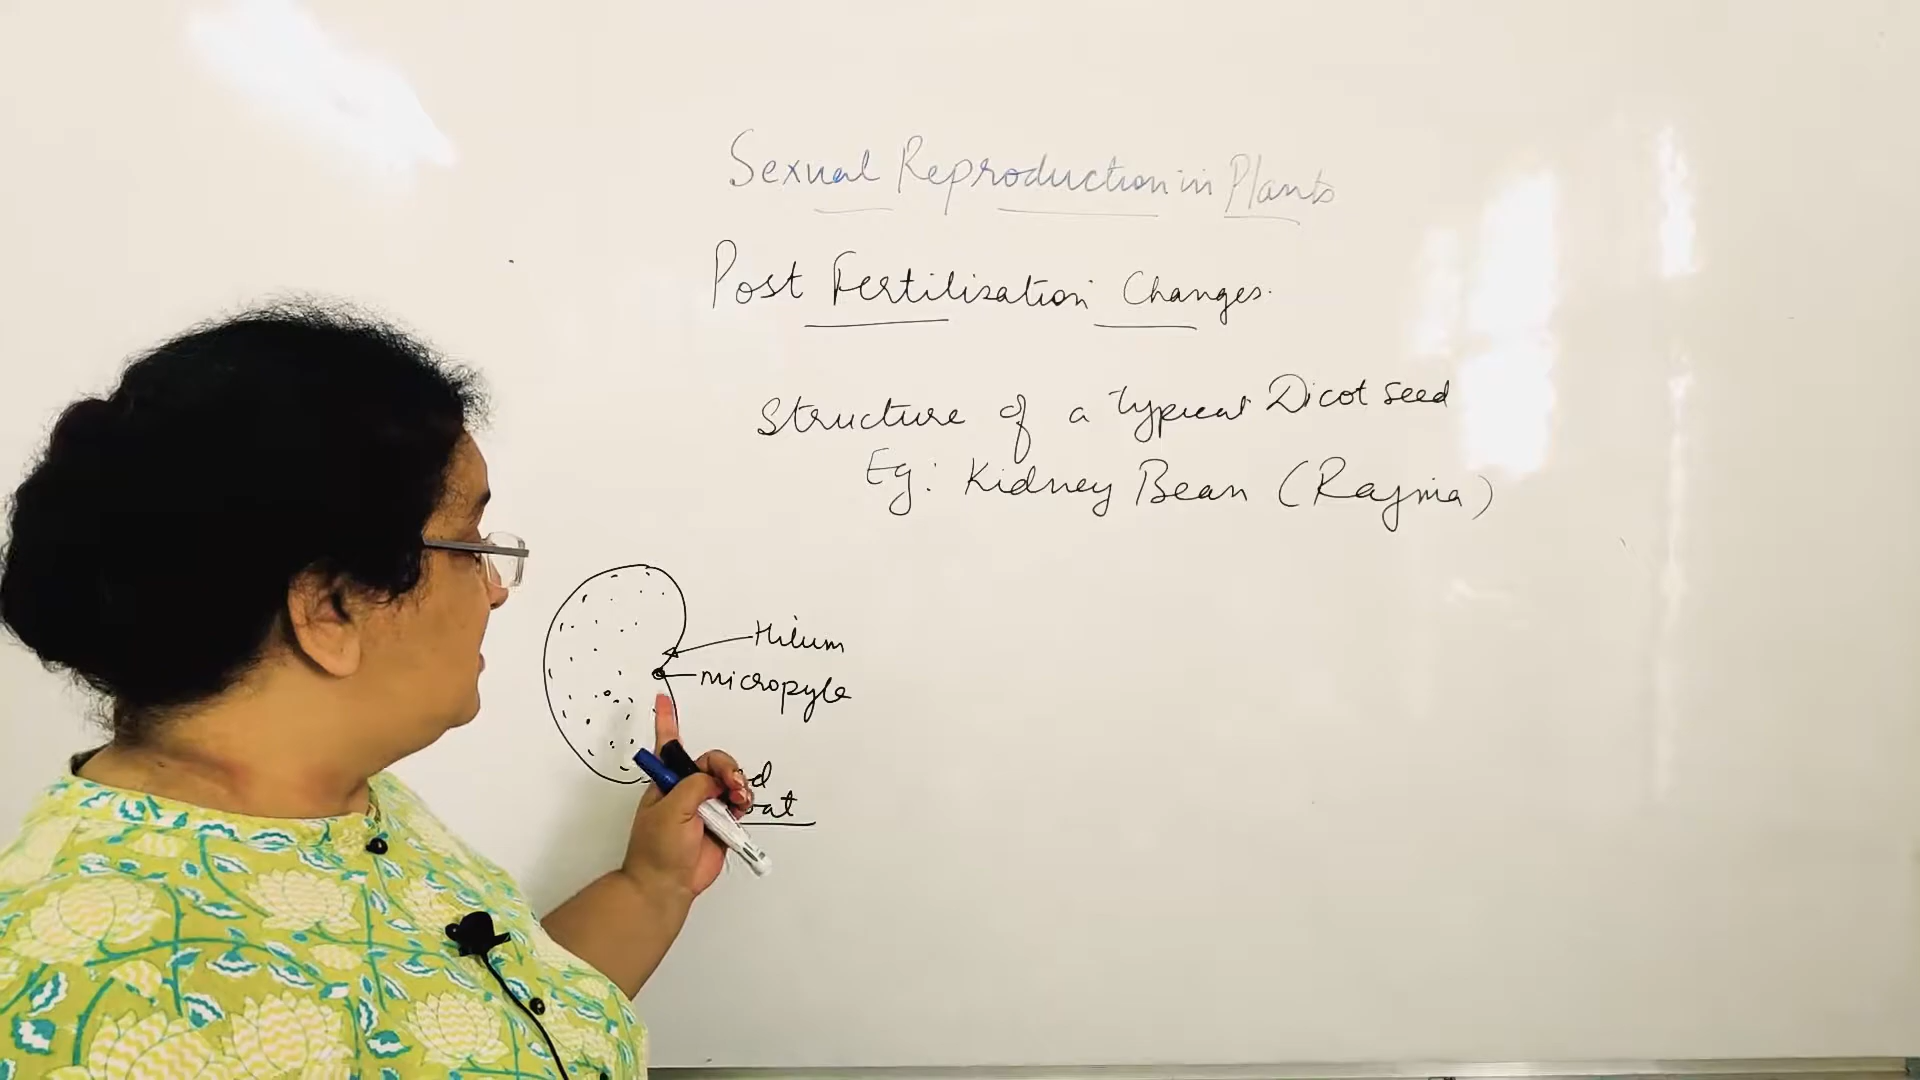 Sexual Reproduction in Plants
Post Fertilization Changes.
Structure of a typical Dicot seed
Eg: Kidney Bean (Rajma)
Hilum
micropyle